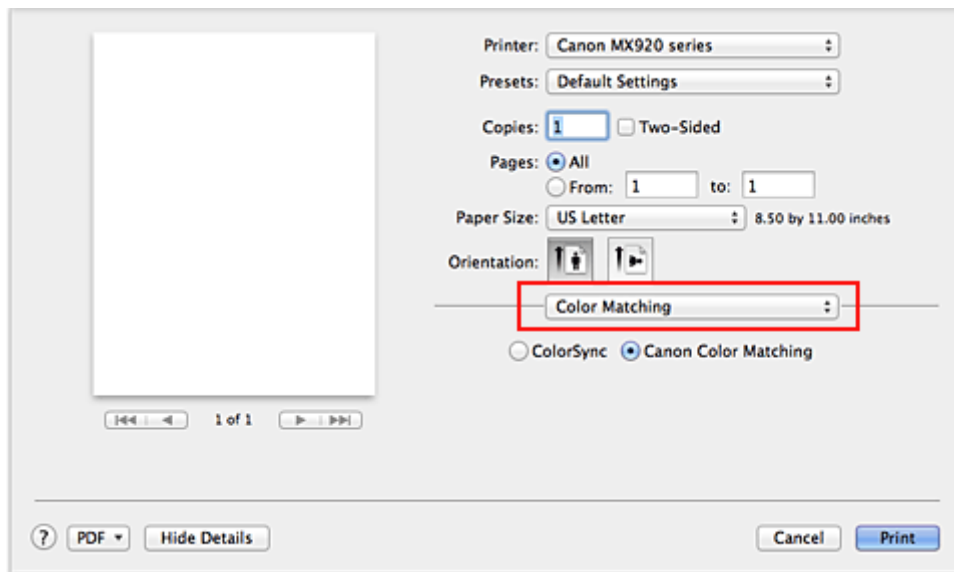 Printer: Canon MX920 series
Presets: Default Settings
Copies: 1 Two-Sided
Pages: All
From: 1 to: 1
Paper Size: US Letter 8.50 by 11.00 inches
Orientation:
Color Matching
ColorSync Canon Color Matching
1 of 1
? PDF Hide Details Cancel Print